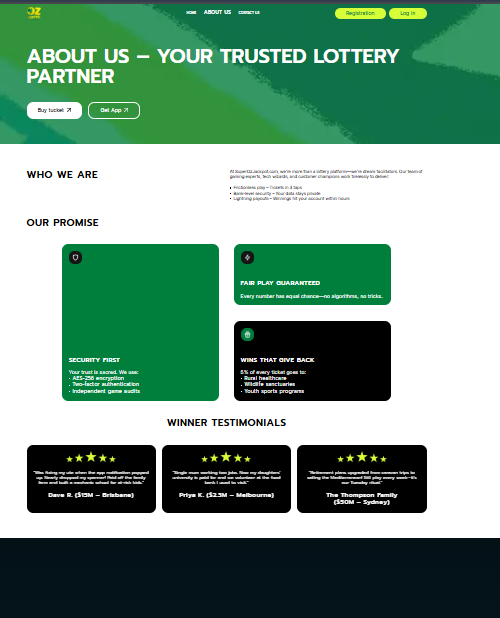 OZ
LOTTO
HOME
ABOUT US
CONTACT US
Registration
Log in
ABOUT US — YOUR TRUSTED LOTTERY
PARTNER
Buy tucket
Get App
WHO WE ARE
At SuperOzJackpot.com, we're more than a lottery platform—we're dream facilitators. Our team of
gaming experts, tech wizards, and customer champions work tirelessly to deliver:
• Frictionless play – Tickets in 3 taps
• Bank-level security – Your data stays private
• Lightning payouts – Winnings hit your account within hours
OUR PROMISE
SECURITY FIRST
Your trust is sacred. We use:
• AES-256 encryption
• Two-factor authentication
• Independent game audits
FAIR PLAY GUARANTEED
Every number has equal chance—no algorithms, no tricks.
WINS THAT GIVE BACK
5% of every ticket goes to:
• Rural healthcare
• Wildlife sanctuaries
• Youth sports programs
WINNER TESTIMONIALS
"Was fixing my ute when the app notification popped
up. Nearly dropped my spanner! Paid off the family
farm and built a mechanic school for at-risk kids."
Dave R. ($15M – Brisbane)
"Single mum working two jobs. Now my daughters'
university is paid for and we volunteer at the food
bank I used to visit."
Priya K. ($2.3M – Melbourne)
"Retirement plans upgraded from caravan trips to
sailing the Mediterranean! Still play every week—it's
our Tuesday ritual."
The Thompson Family
($50M – Sydney)